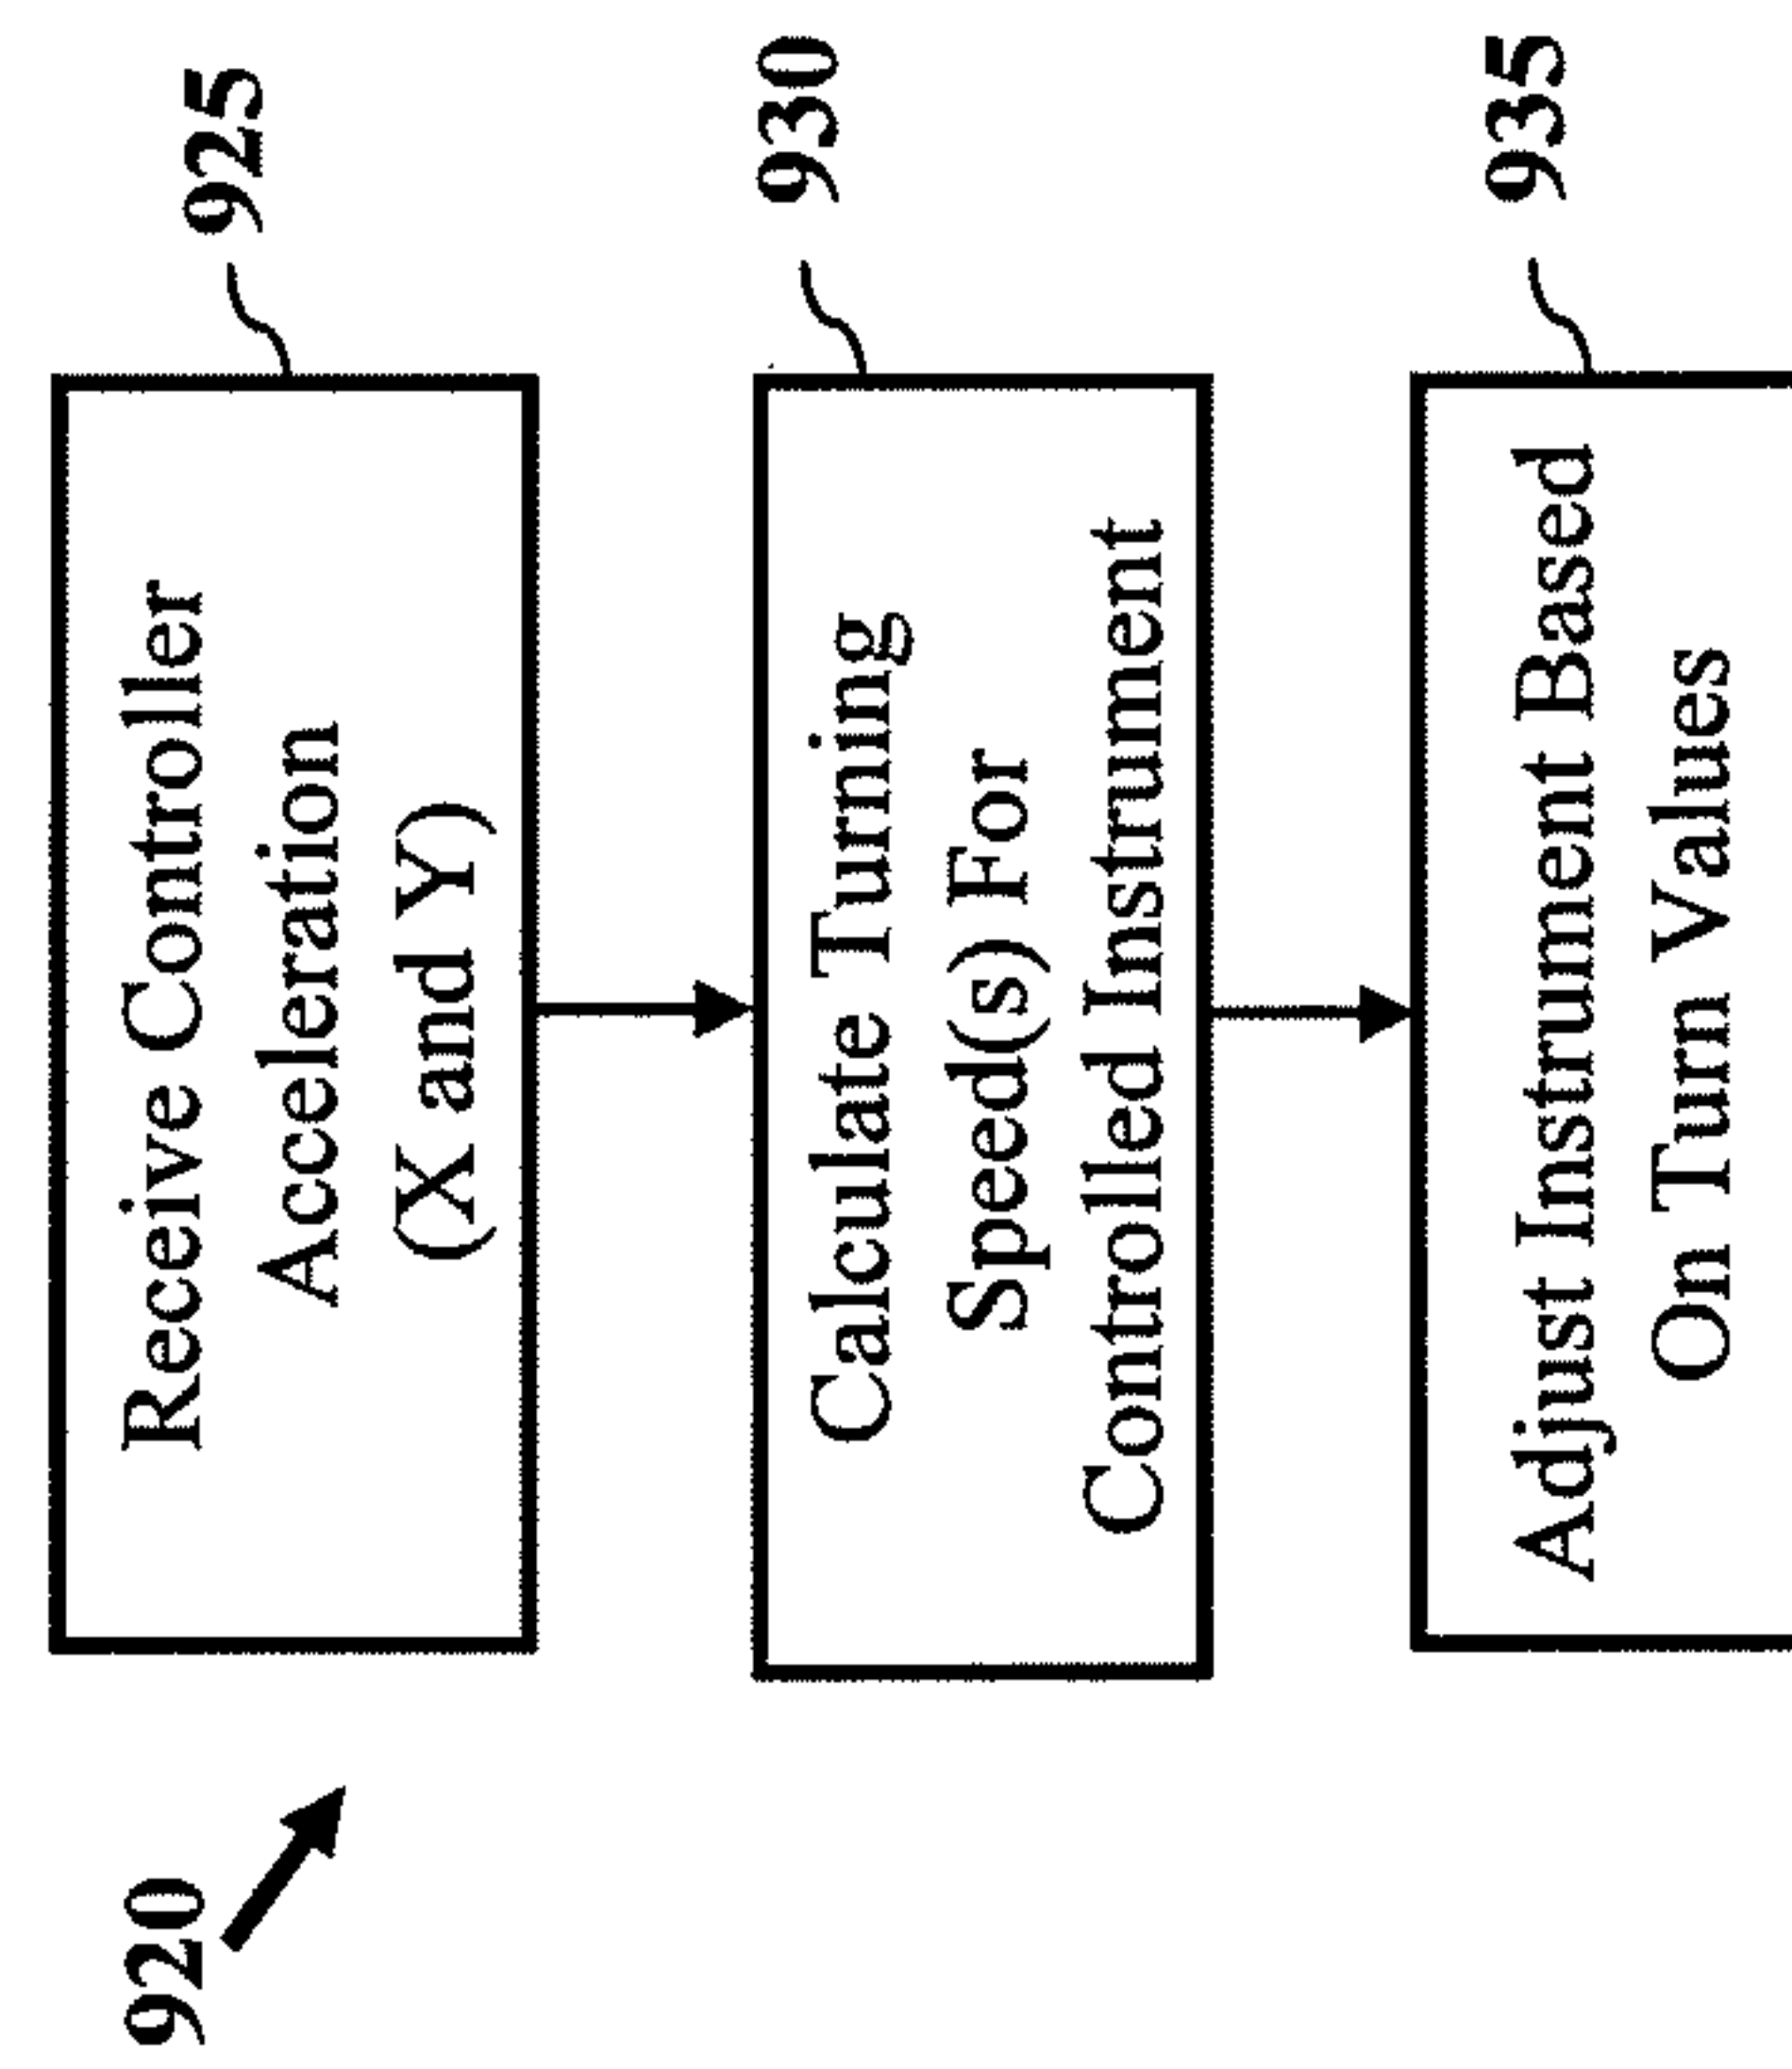 920
Receive Controller
Acceleration
(X and Y)
925
Calculate Turning
Speed(s) For
Controlled Instrument
930
Adjust Instrument Based
On Turn Values
935